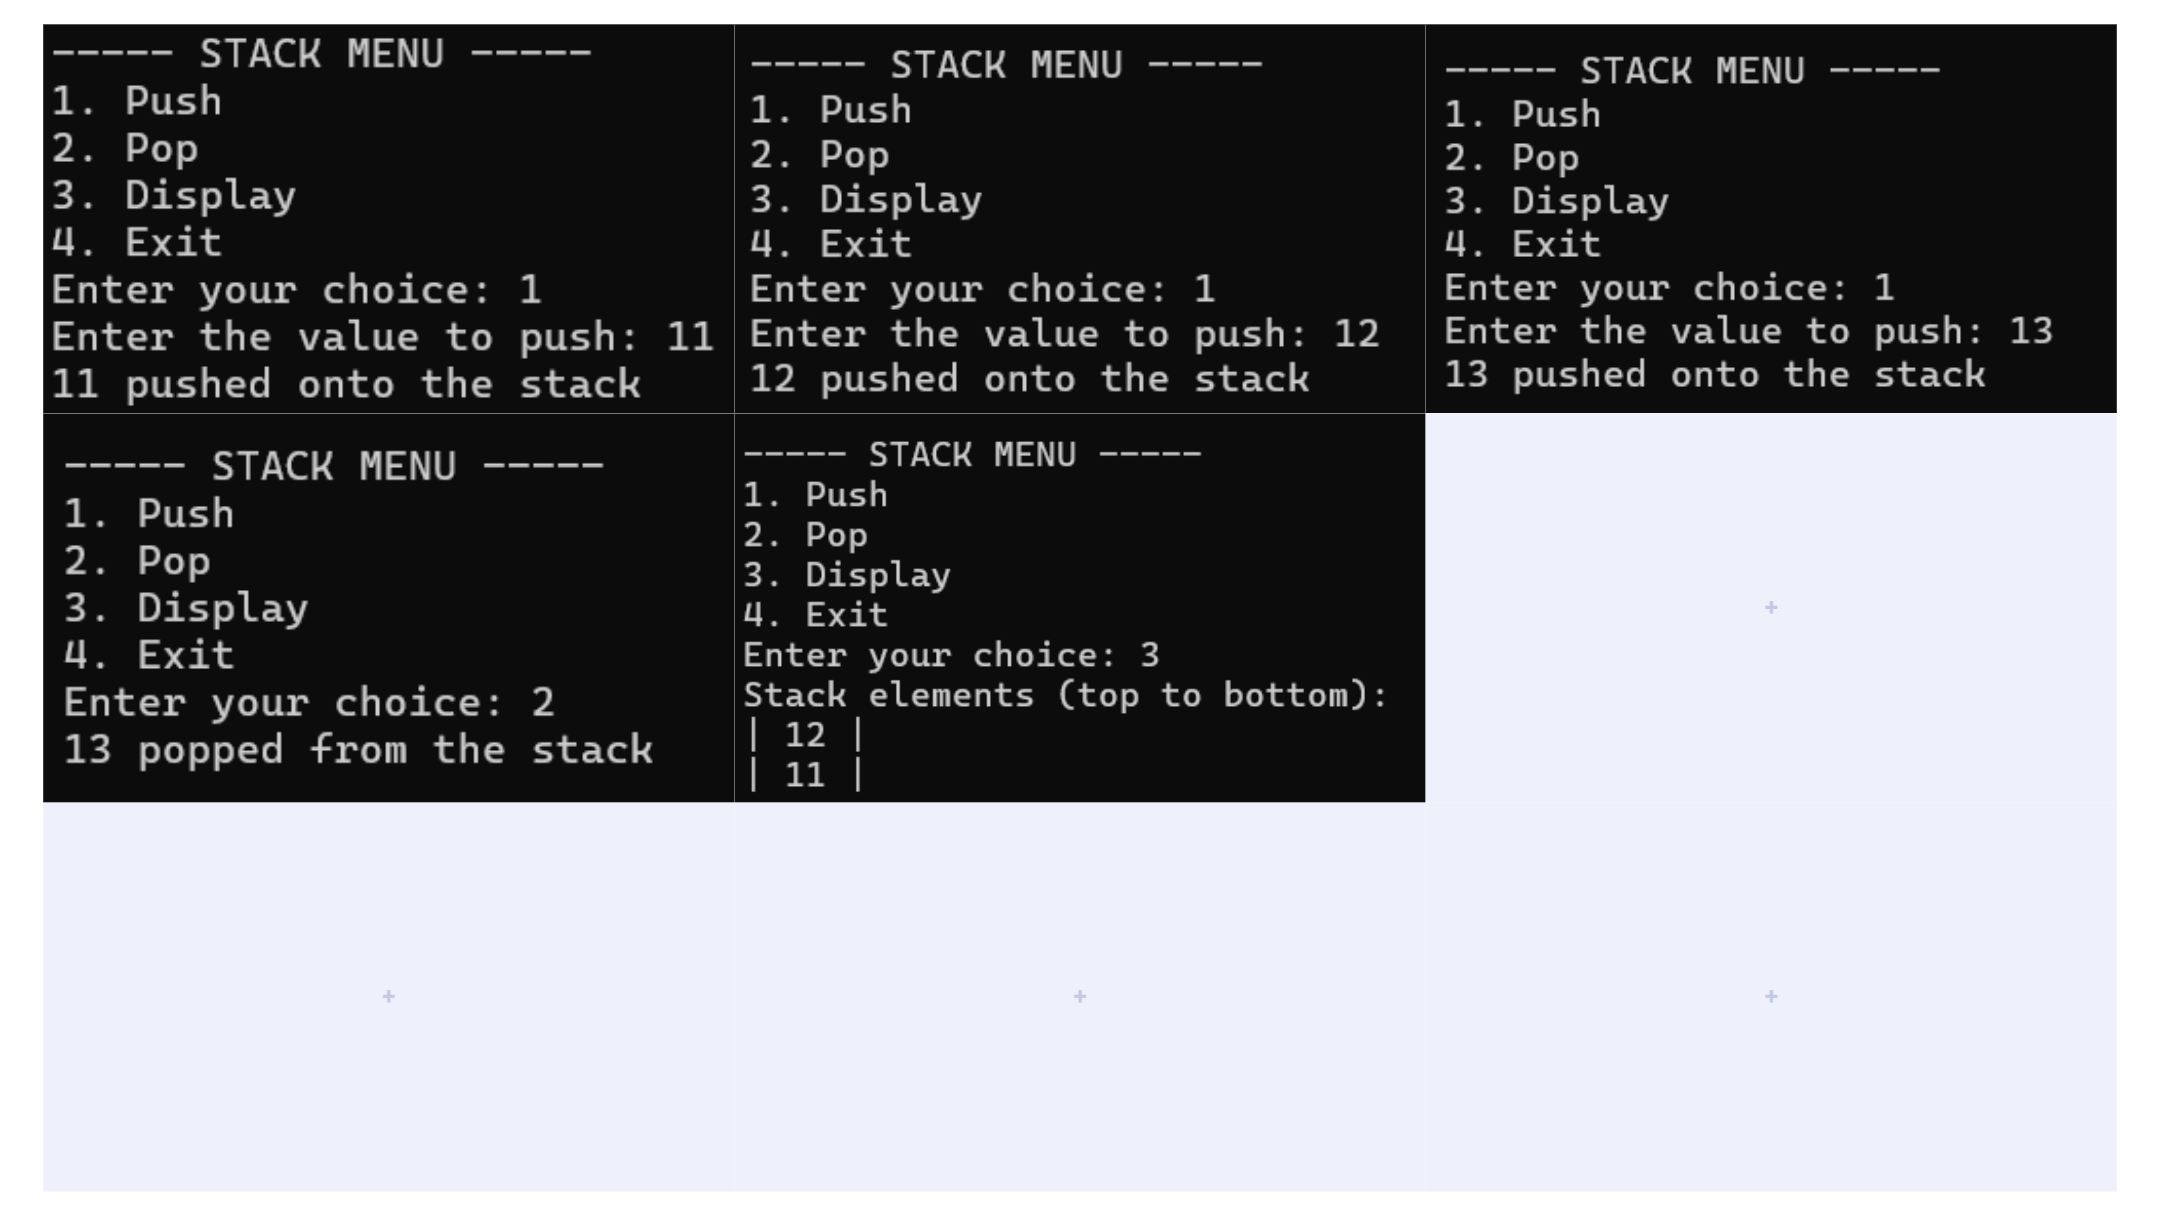 ----- STACK MENU -----
1. Push
2. Pop
3. Display
4. Exit
Enter your choice: 1
Enter the value to push: 11
11 pushed onto the stack
----- STACK MENU -----
1. Push
2. Pop
3. Display
4. Exit
Enter your choice: 1
Enter the value to push: 12
12 pushed onto the stack
----- STACK MENU -----
1. Push
2. Pop
3. Display
4. Exit
Enter your choice: 1
Enter the value to push: 13
13 pushed onto the stack
----- STACK MENU -----
1. Push
2. Pop
3. Display
4. Exit
Enter your choice: 2
13 popped from the stack
----- STACK MENU -----
1. Push
2. Pop
3. Display
4. Exit
Enter your choice: 3
Stack elements (top to bottom):
| 12 |
| 11 |
+
+
+
+